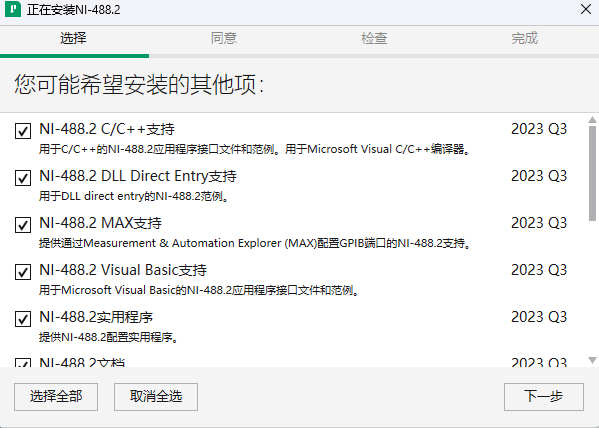 正在安装NI-488.2
选择
同意
检查
完成
您可能希望安装的其他项：
NI-488.2 C/C++支持
2023 Q3
用于C/C++的NI-488.2应用程序接口文件和范例。用于Microsoft Visual C/C++编译器。
NI-488.2 DLL Direct Entry支持
2023 Q3
用于DLL direct entry的NI-488.2范例。
NI-488.2 MAX支持
2023 Q3
提供通过Measurement & Automation Explorer (MAX)配置GPIB端口的NI-488.2支持。
NI-488.2 Visual Basic支持
2023 Q3
用于Microsoft Visual Basic的NI-488.2应用程序接口文件和范例。
NI-488.2实用程序
2023 Q3
提供NI-488.2配置实用程序。
NI-488.2文档
2023 Q3
选择全部
取消全选
下一步